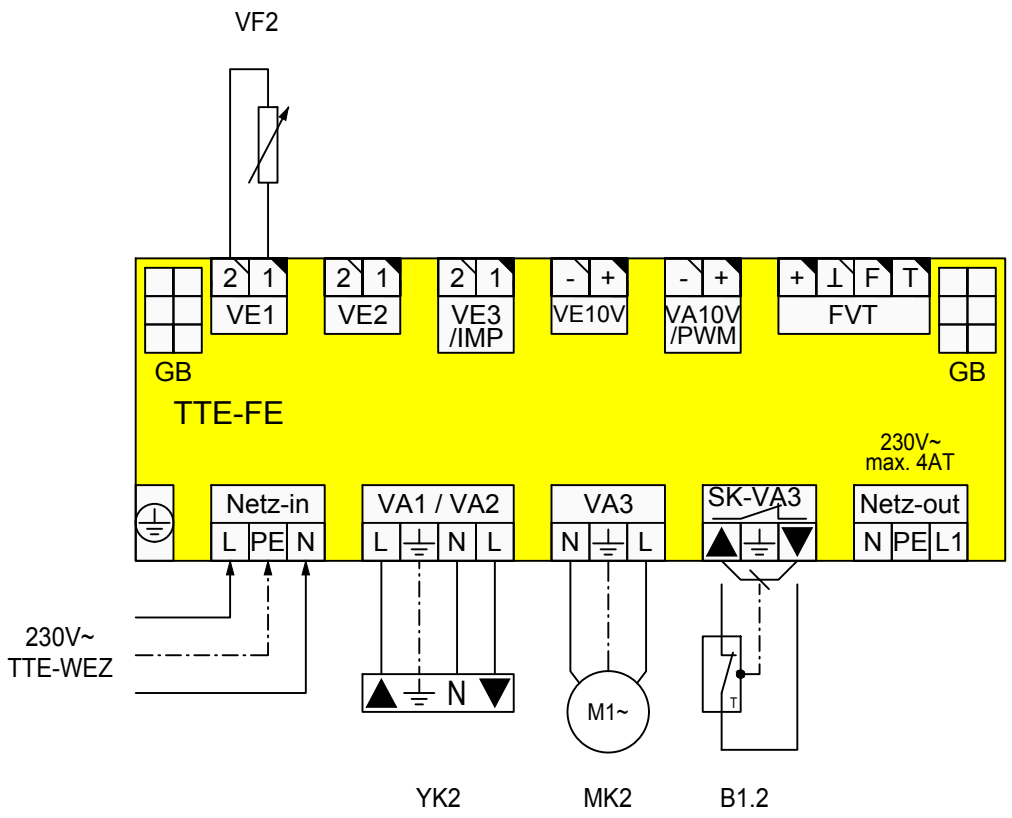 VF2
2 1 2 1 2 1 - + - + + ⊥ F T
VE1 VE2 VE3 VE10V VA10V FVT
/IMP /PWM
GB GB
TTE-FE
230V~
max. 4AT
Netz-in VA1 / VA2 VA3 SK-VA3 Netz-out
L PE N L N L N L N PE L1
230V~
TTE-WEZ
N
M1~
T
YK2 MK2 B1.2